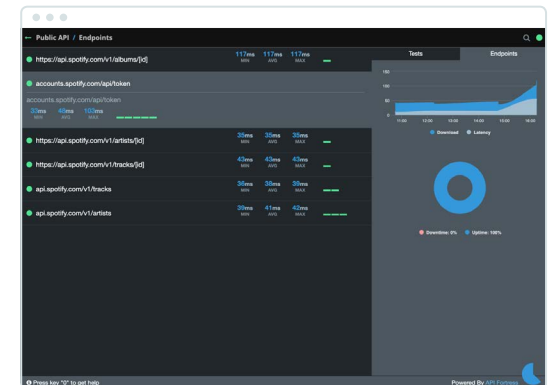 ← Public API / Endpoints
Tests Endpoints
https://api.spotify.com/v1/albums/[id] 117ms MIN 117ms AVG 117ms MAX
accounts.spotify.com/api/token
accounts.spotify.com/api/token
33ms MIN 48ms AVG 103ms MAX
https://api.spotify.com/v1/artists/[id] 35ms MIN 35ms AVG 35ms MAX
https://api.spotify.com/v1/tracks/[id] 43ms MIN 43ms AVG 43ms MAX
api.spotify.com/v1/tracks 36ms MIN 38ms AVG 39ms MAX
api.spotify.com/v1/artists 39ms MIN 41ms AVG 42ms MAX
150
100
50
0
11:00 12:00 13:00 14:00 15:00 16:00
Download Latency
Downtime: 0% Uptime: 100%
Press key "0" to get help
Powered By API Fortress